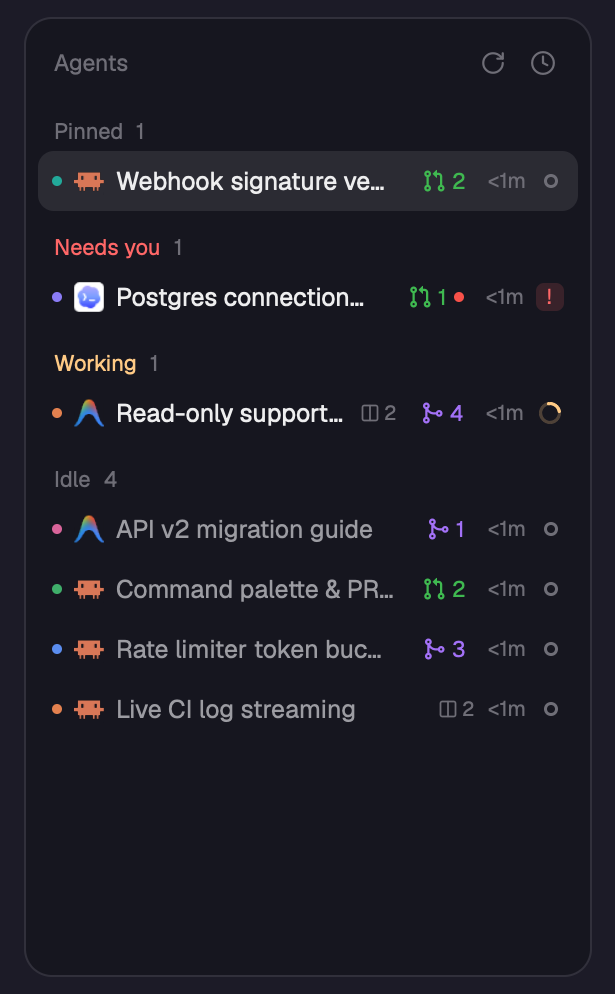 Agents
Pinned 1
Webhook signature ve... 2 <1m
Needs you 1
Postgres connection... 1 <1m !
Working 1
Read-only support... 2 4 <1m
Idle 4
API v2 migration guide 1 <1m
Command palette & PR... 2 <1m
Rate limiter token buc... 3 <1m
Live CI log streaming 2 <1m